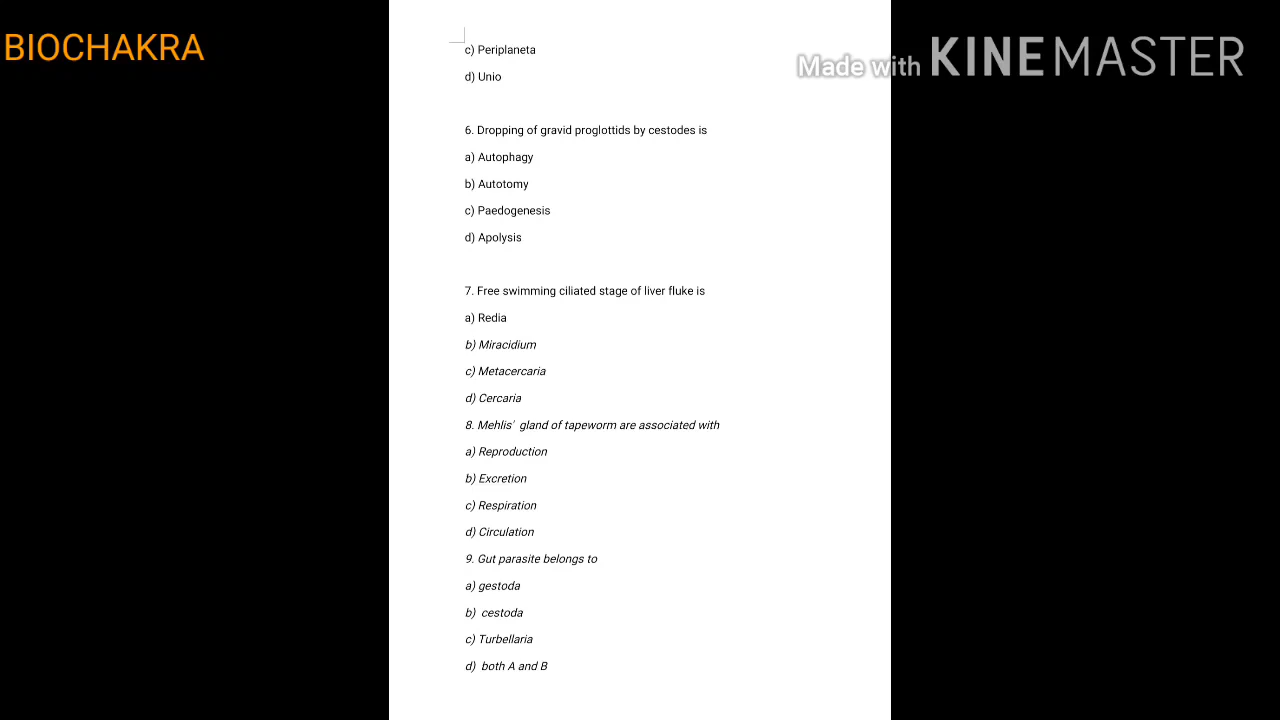 BIOCHAKRA
Made with KINEMASTER
c) Periplaneta
d) Unio
6. Dropping of gravid proglottids by cestodes is
a) Autophagy
b) Autotomy
c) Paedogenesis
d) Apolysis
7. Free swimming ciliated stage of liver fluke is
a) Redia
b) Miracidium
c) Metacercaria
d) Cercaria
8. Mehlis' gland of tapeworm are associated with
a) Reproduction
b) Excretion
c) Respiration
d) Circulation
9. Gut parasite belongs to
a) gestoda
b) cestoda
c) Turbellaria
d) both A and B